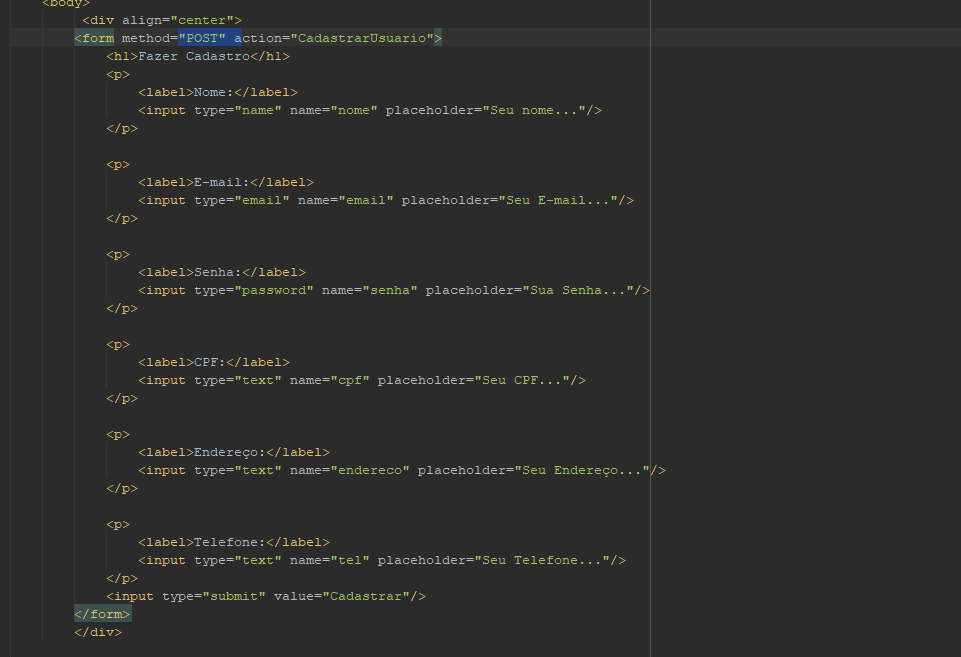 <body>
<div align="center">
<form method="POST" action="CadastrarUsuario">
<h1>Fazer Cadastro</h1>
<p>
<label>Nome:</label>
<input type="name" name="nome" placeholder="Seu nome..."/>
</p>
<p>
<label>E-mail:</label>
<input type="email" name="email" placeholder="Seu E-mail..."/>
</p>
<p>
<label>Senha:</label>
<input type="password" name="senha" placeholder="Sua Senha..."/>
</p>
<p>
<label>CPF:</label>
<input type="text" name="cpf" placeholder="Seu CPF..."/>
</p>
<p>
<label>Endereço:</label>
<input type="text" name="endereco" placeholder="Seu Endereço..."/>
</p>
<p>
<label>Telefone:</label>
<input type="text" name="tel" placeholder="Seu Telefone..."/>
</p>
<input type="submit" value="Cadastrar"/>
</form>
</div>